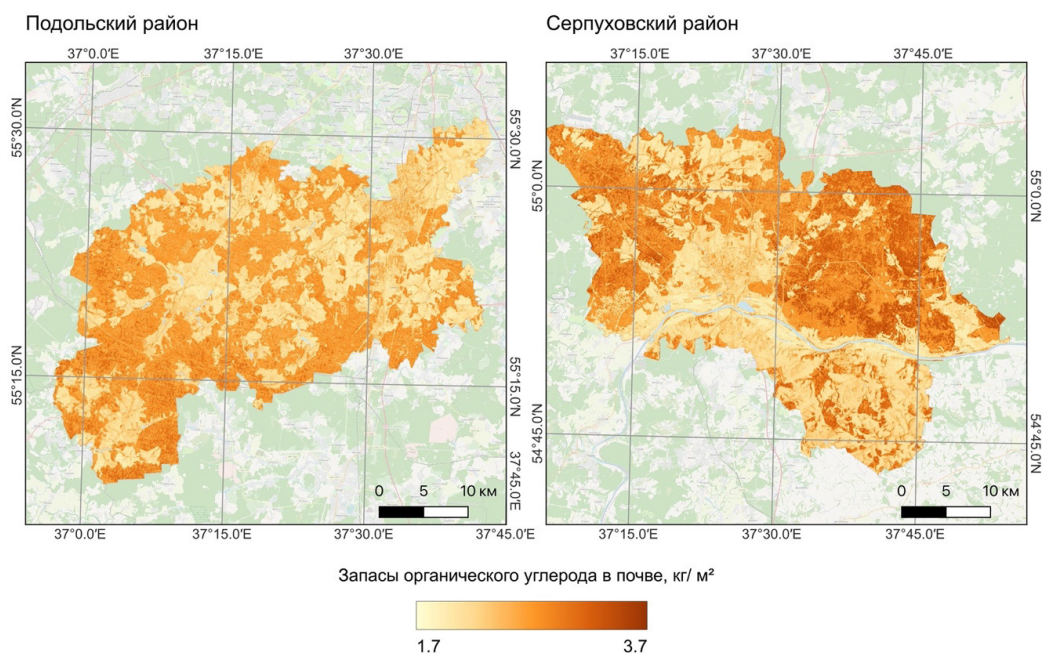 Подольский район
Серпуховский район
37°0.0'E 37°15.0'E 37°30.0'E
37°15.0'E 37°30.0'E 37°45.0'E
55°30.0'N
55°30.0'N
55°0.0'N
55°0.0'N
55°15.0'N
55°15.0'N
54°45.0'N
54°45.0'N
37°45.0'E
0 5 10 км
0 5 10 км
37°0.0'E 37°15.0'E 37°30.0'E 37°45.0'E
37°15.0'E 37°30.0'E 37°45.0'E
Запасы органического углерода в почве, кг/ м²
1.7 3.7